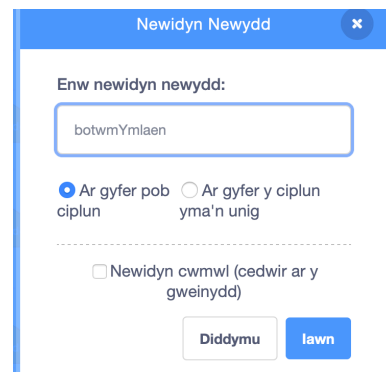 Newidyn Newydd
Enw newidyn newydd:
botwmYmlaen
Ar gyfer pob ciplun
Ar gyfer y ciplun yma'n unig
Newidyn cwmwl (cedwir ar y
gweinydd)
Diddymu
Iawn